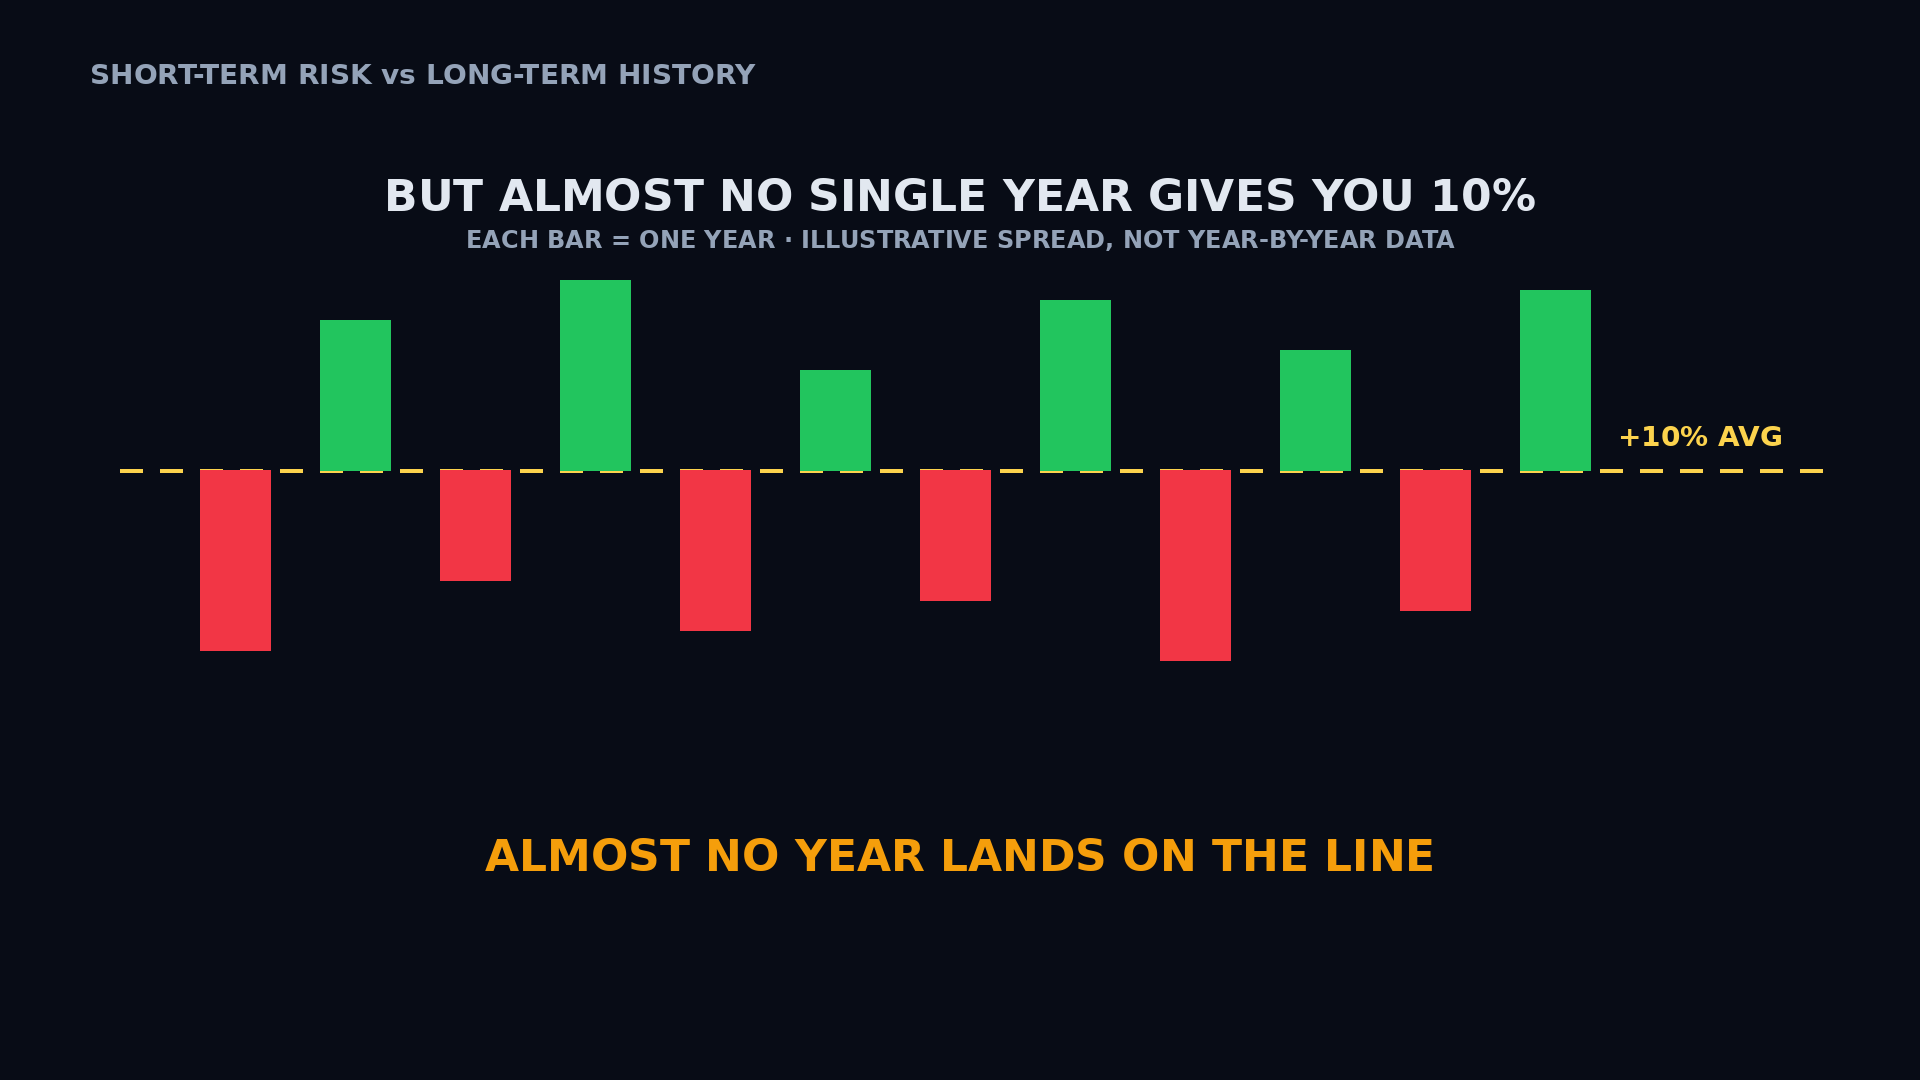 SHORT-TERM RISK vs LONG-TERM HISTORY
BUT ALMOST NO SINGLE YEAR GIVES YOU 10%
EACH BAR = ONE YEAR · ILLUSTRATIVE SPREAD, NOT YEAR-BY-YEAR DATA
+10% AVG
ALMOST NO YEAR LANDS ON THE LINE